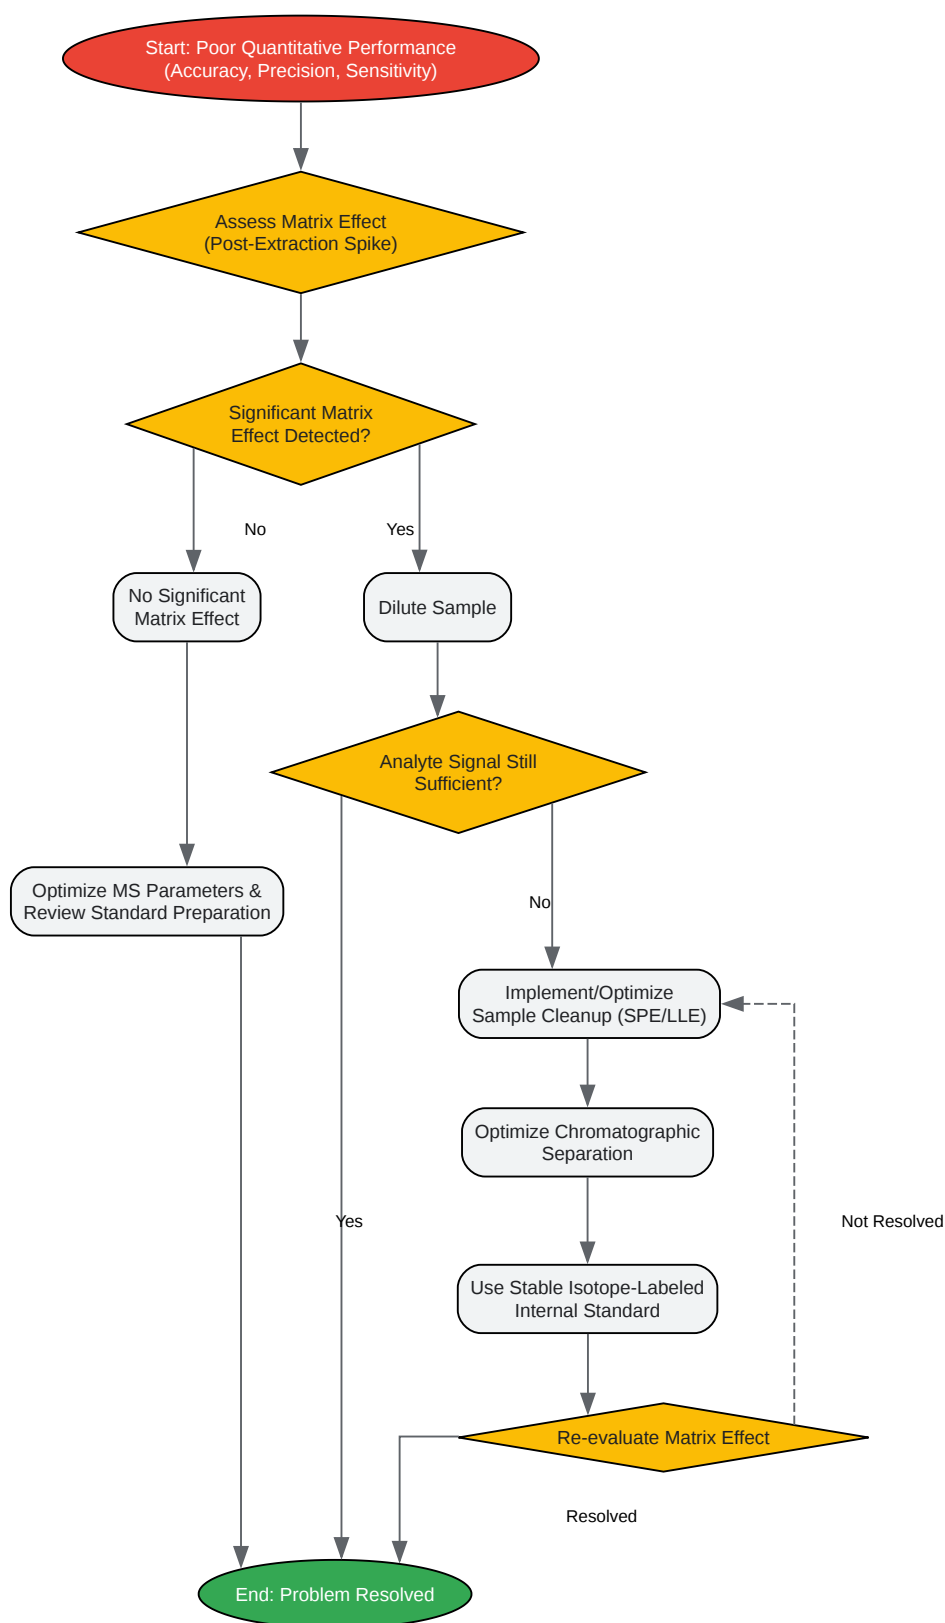 Start: Poor Quantitative Performance
(Accuracy, Precision, Sensitivity)
Assess Matrix Effect
(Post-Extraction Spike)
Significant Matrix
Effect Detected?
No
Yes
No Significant
Matrix Effect
Dilute Sample
Analyte Signal Still
Sufficient?
Optimize MS Parameters &
Review Standard Preparation
No
Implement/Optimize
Sample Cleanup (SPE/LLE)
Optimize Chromatographic
Separation
Yes
Not Resolved
Use Stable Isotope-Labeled
Internal Standard
Re-evaluate Matrix Effect
Resolved
End: Problem Resolved